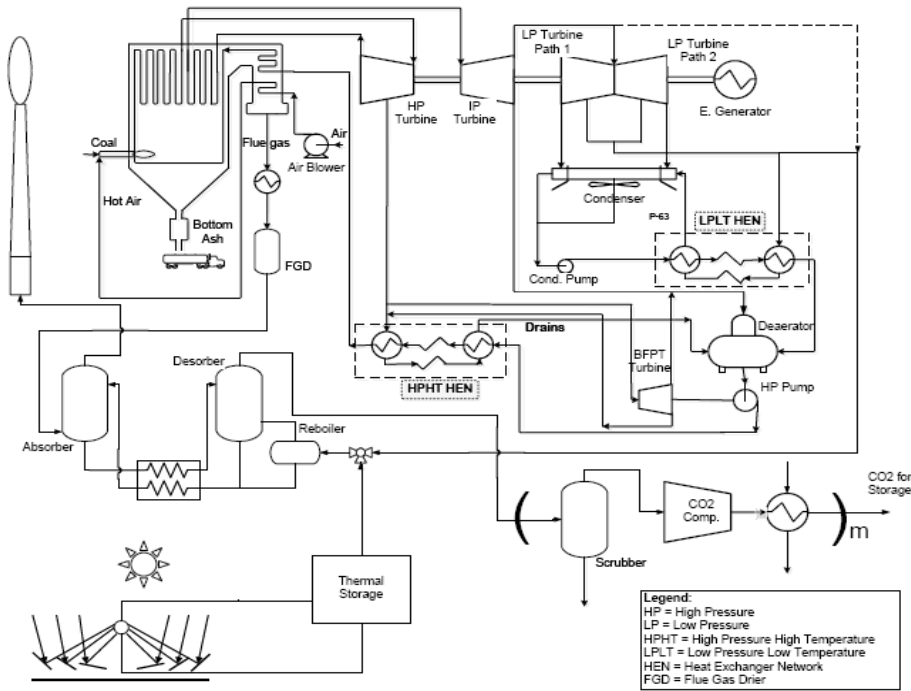 LP Turbine
Path 1
LP Turbine
Path 2
HP
Turbine
IP
Turbine
E. Generator
Coal
Flue gas
Air
Air Blower
Hot Air
Bottom
Ash
FGD
Condenser
P-63
LPLT HEN
Cond. Pump
Drains
Deaerator
BFPT
Turbine
HP Pump
HPHT HEN
Desorber
Absorber
Reboiler
CO2
Comp.
CO2 for
Storage
( ) m
Scrubber
Thermal
Storage
Legend:
HP = High Pressure
LP = Low Pressure
HPHT = High Pressure High Temperature
LPLT = Low Pressure Low Temperature
HEN = Heat Exchanger Network
FGD = Flue Gas Drier